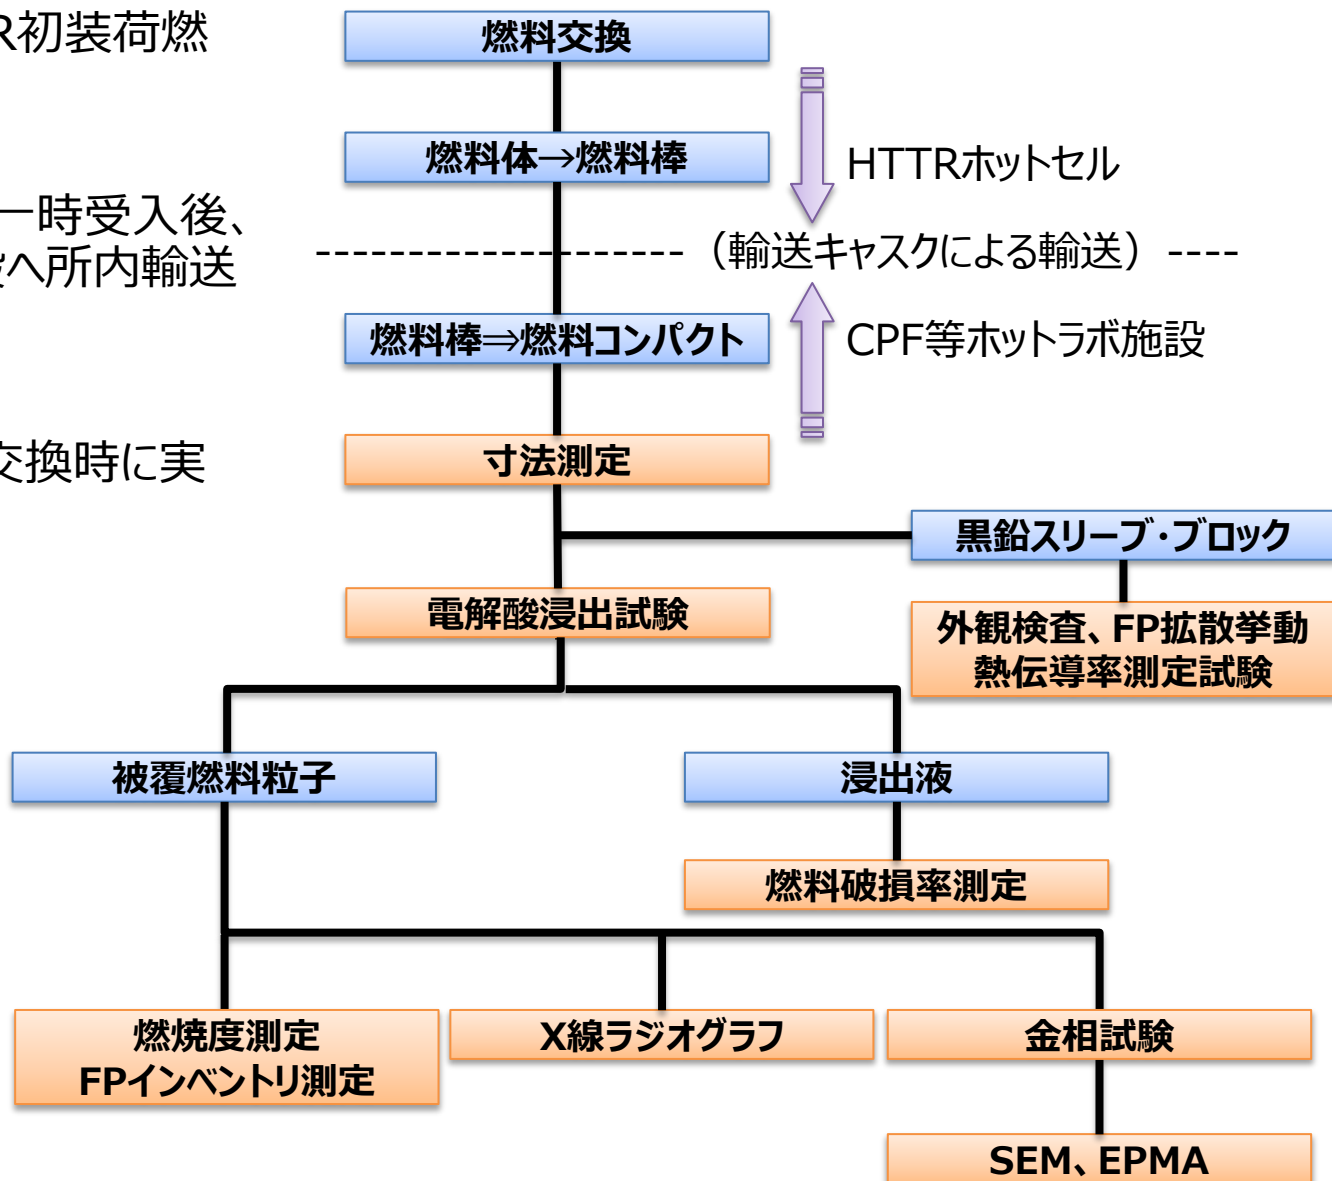 R初装荷燃
燃料交換
燃料体→燃料棒
HTTRホットセル
一時受入後、
へ所内輸送
（輸送キャスクによる輸送）
燃料棒⇒燃料コンパクト
CPF等ホットラボ施設
交換時に実
寸法測定
黒鉛スリーブ・ブロック
電解酸浸出試験
外観検査、FP拡散挙動
熱伝導率測定試験
被覆燃料粒子
浸出液
燃料破損率測定
燃焼度測定
FPインベントリ測定
X線ラジオグラフ
金相試験
SEM、EPMA